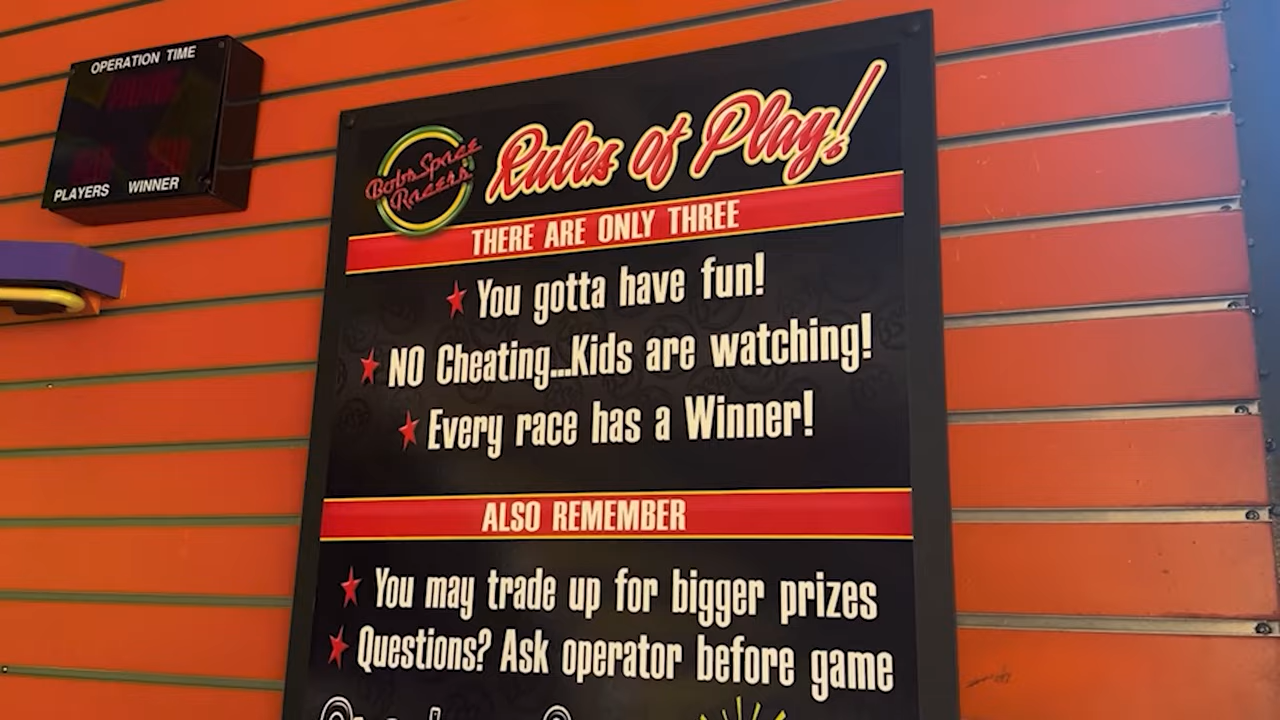 OPERATION TIME
PLAYERS WINNER
Bob's Space
Racers
Rules of Play!
THERE ARE ONLY THREE
You gotta have fun!
NO Cheating...Kids are watching!
Every race has a Winner!
ALSO REMEMBER
You may trade up for bigger prizes
Questions? Ask operator before game